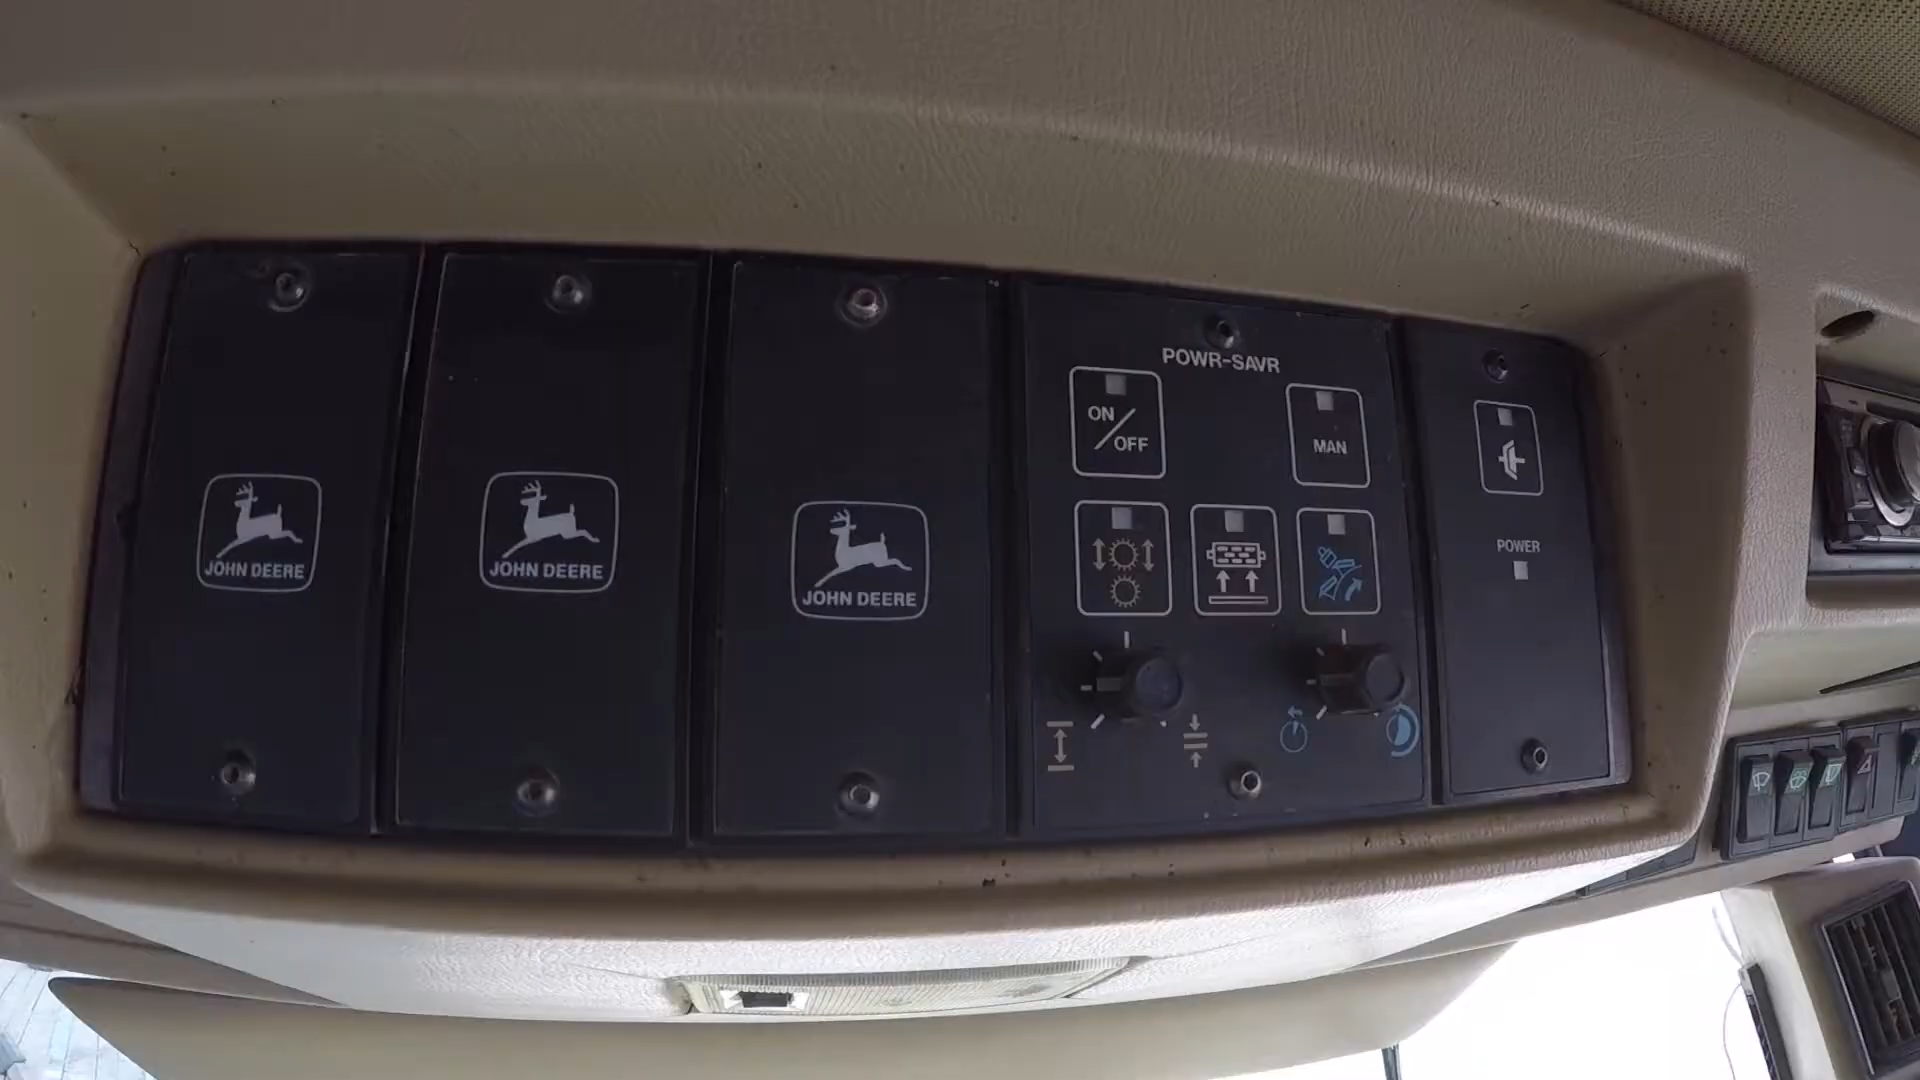 JOHN DEERE
JOHN DEERE
JOHN DEERE
POWR-SAVR
ON/OFF
MAN
POWER